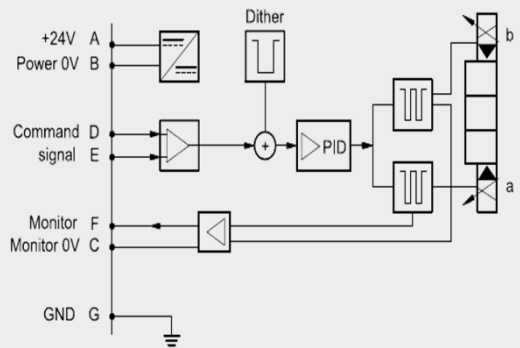 Dither
+24V A
Power 0V B
b
Command D
signal E
+
PID
a
Monitor F
Monitor 0V C
GND G